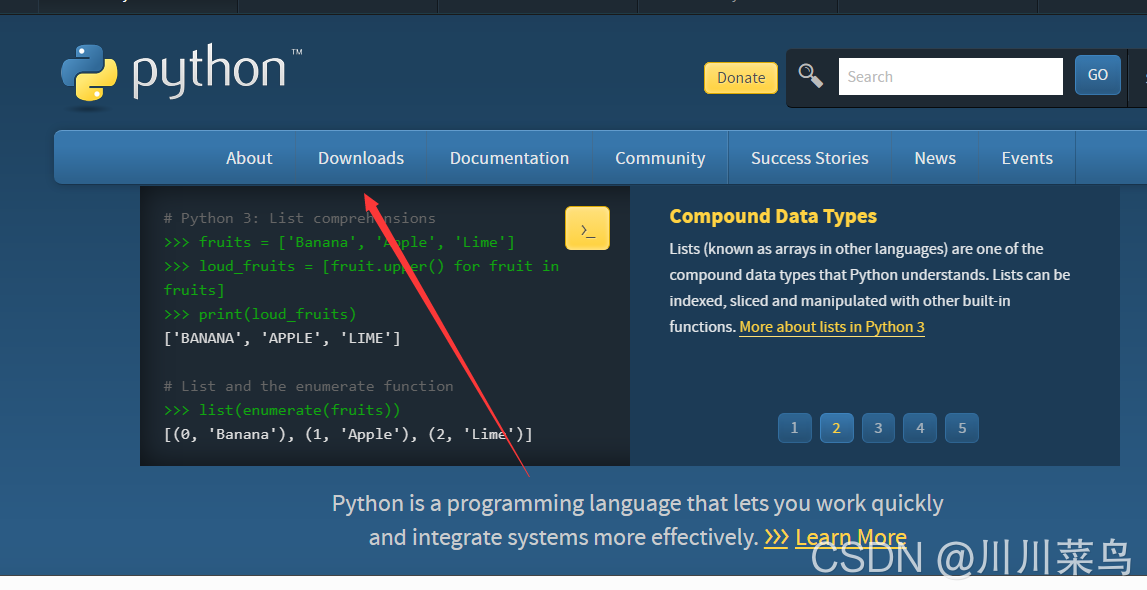 python™
Donate
Search
GO
About
Downloads
Documentation
Community
Success Stories
News
Events
# Python 3: List comprehensions
>>> fruits = ['Banana', 'Apple', 'Lime']
>>> loud_fruits = [fruit.upper() for fruit in
fruits]
>>> print(loud_fruits)
['BANANA', 'APPLE', 'LIME']
# List and the enumerate function
>>> list(enumerate(fruits))
[(0, 'Banana'), (1, 'Apple'), (2, 'Lime')]
>_
Compound Data Types
Lists (known as arrays in other languages) are one of the
compound data types that Python understands. Lists can be
indexed, sliced and manipulated with other built-in
functions. More about lists in Python 3
1 2 3 4 5
Python is a programming language that lets you work quickly
and integrate systems more effectively. >>> Learn More
CSDN @川川菜鸟